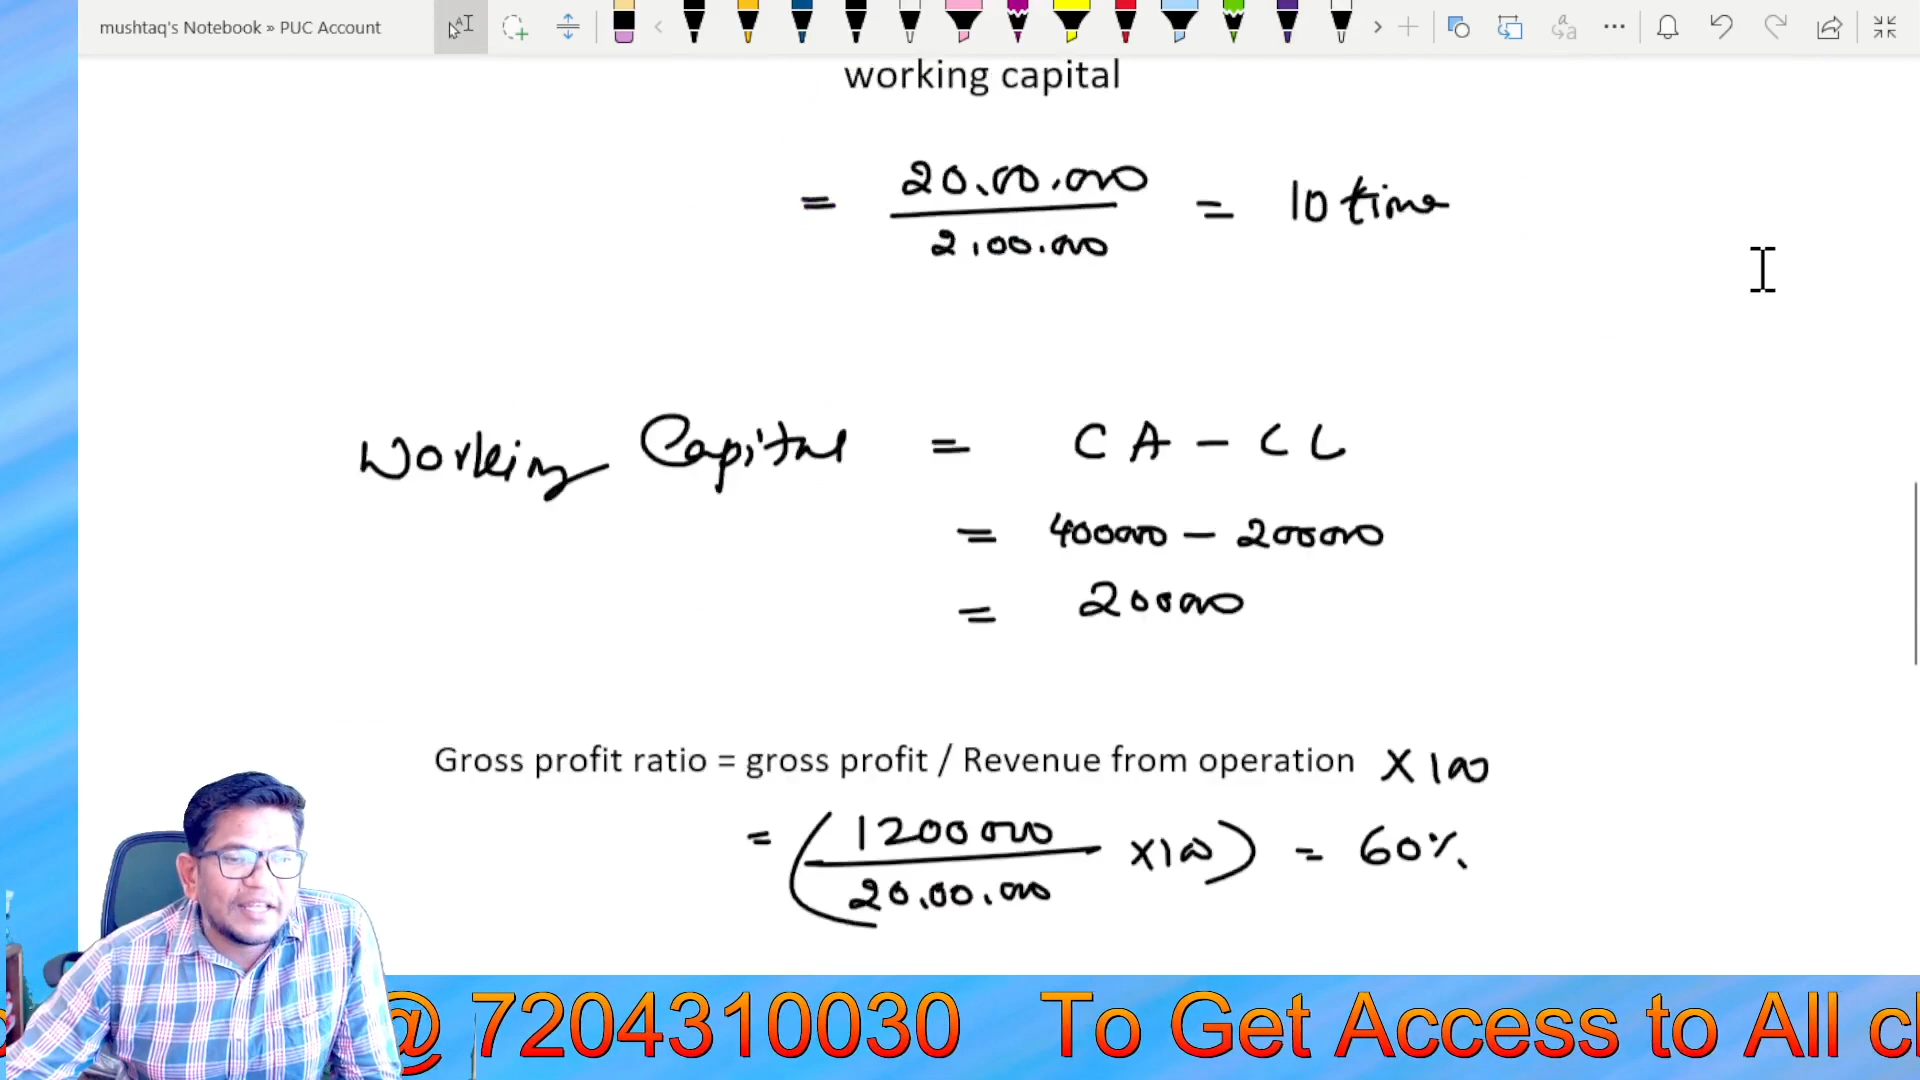 mushtaq's Notebook » PUC Account
working capital
= 20.00.000 / 2.00.000 = 10 time
Working Capital = CA - CL
= 400000 - 200000
= 200000
Gross profit ratio = gross profit / Revenue from operation X 100
= (1200000 / 20.00.000 X100) = 60%
@ 7204310030 To Get Access to All cl